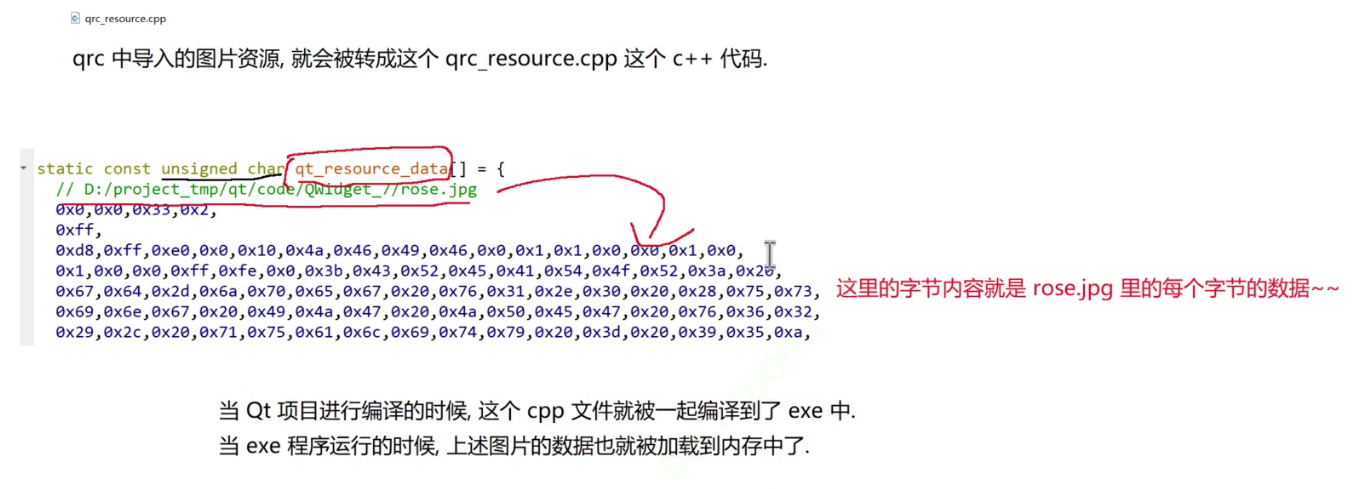 qrc_resource.cpp
qrc 中导入的图片资源, 就会被转成这个 qrc_resource.cpp 这个 c++ 代码.
static const unsigned char qt_resource_data[] = {
// D:/project_tmp/qt/code/QWidget_//rose.jpg
0x0,0x0,0x33,0x2,
0xff,
0xd8,0xff,0xe0,0x0,0x10,0x4a,0x46,0x49,0x46,0x0,0x1,0x1,0x0,0x0,0x1,0x0,
0x1,0x0,0x0,0xff,0xfe,0x0,0x3b,0x43,0x52,0x45,0x41,0x54,0x4f,0x52,0x3a,0x20,
0x67,0x64,0x2d,0x6a,0x70,0x65,0x67,0x20,0x76,0x31,0x2e,0x30,0x20,0x28,0x75,0x73,
这里的字节内容就是 rose.jpg 里的每个字节的数据~~
0x69,0x6e,0x67,0x20,0x49,0x4a,0x47,0x20,0x4a,0x50,0x45,0x47,0x20,0x76,0x36,0x32,
0x29,0x2c,0x20,0x71,0x75,0x61,0x6c,0x69,0x74,0x79,0x20,0x3d,0x20,0x39,0x35,0xa,
当 Qt 项目进行编译的时候, 这个 cpp 文件就被一起编译到了 exe 中.
当 exe 程序运行的时候, 上述图片的数据也就被加载到内存中了.